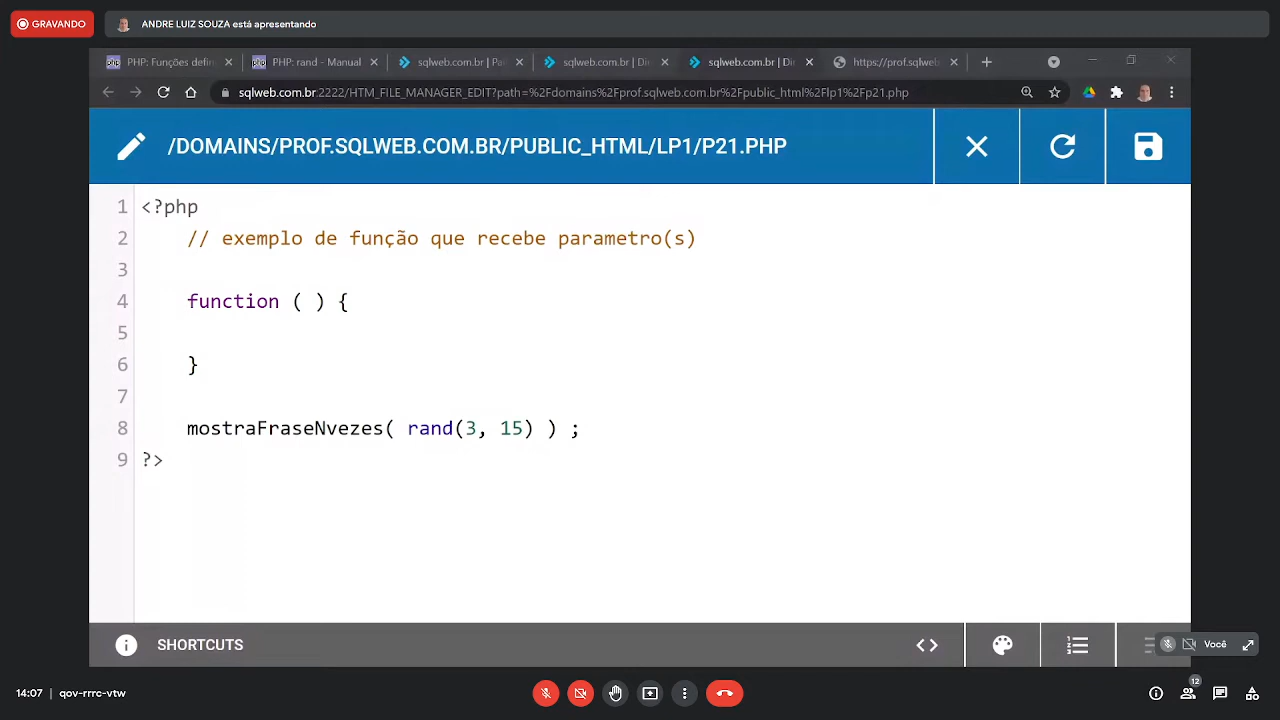 GRAVANDO
ANDRE LUIZ SOUZA está apresentando
PHP: Funções defin
PHP: rand - Manual
sqlweb.com.br | Pa
sqlweb.com.br | Di
sqlweb.com.br | Di
https://prof.sqlweb
sqlweb.com.br:2222/HTM_FILE_MANAGER_EDIT?path=%2Fdomains%2Fprof.sqlweb.com.br%2Fpublic_html%2Flp1%2Fp21.php
/DOMAINS/PROF.SQLWEB.COM.BR/PUBLIC_HTML/LP1/P21.PHP
1 <?php
2 // exemplo de função que recebe parametro(s)
3
4 function ( ) {
5
6 }
7
8 mostraFraseNvezes( rand(3, 15) ) ;
9 ?>
SHORTCUTS
Você
14:07 qov-rrrc-vtw
12